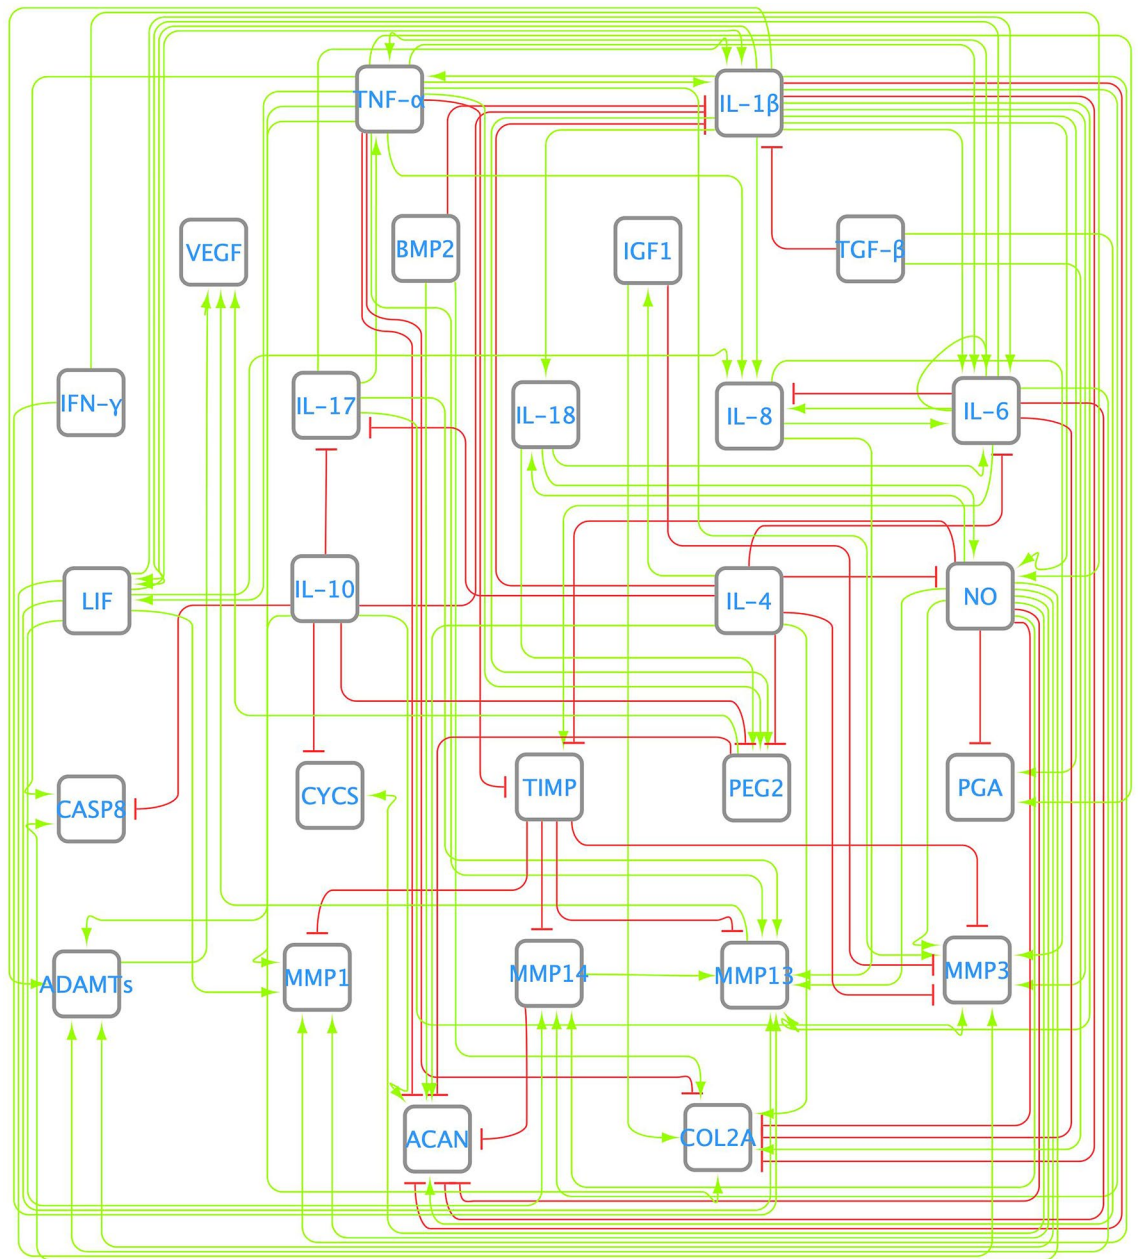 TNF-α
IL-1β
VEGF
BMP2
IGF1
TGF-β
IFN-γ
IL-17
IL-18
IL-8
IL-6
LIF
IL-10
IL-4
NO
CASP8
CYCS
TIMP
PEG2
PGA
ADAMTs
MMP1
MMP14
MMP13
MMP3
ACAN
COL2A